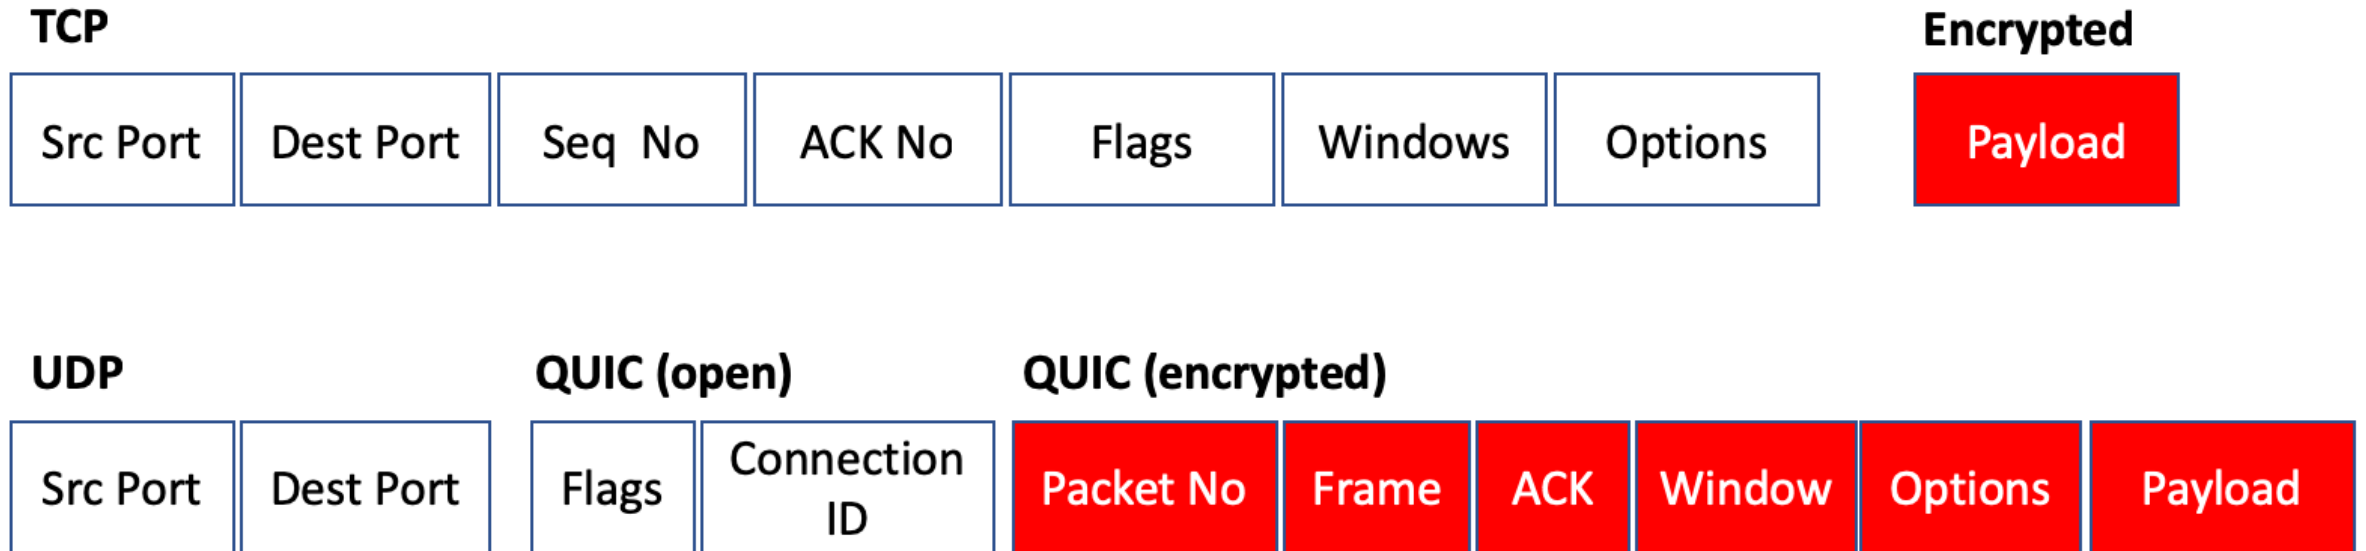 TCP Encrypted
Src Port Dest Port Seq No ACK No Flags Windows Options Payload
UDP QUIC (open) QUIC (encrypted)
Src Port Dest Port Flags Connection ID Packet No Frame ACK Window Options Payload